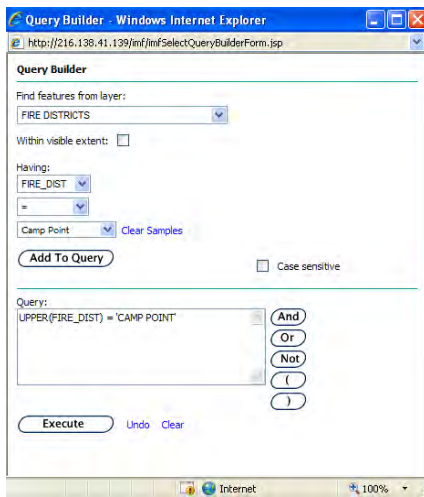 Query Builder - Windows Internet Explorer
http://216.138.41.139/imf/imfSelectQueryBuilderForm.jsp
Query Builder
Find features from layer:
FIRE DISTRICTS
Within visible extent:
Having:
FIRE_DIST
=
Camp Point Clear Samples
Add To Query
Case sensitive
Query:
UPPER(FIRE_DIST) = 'CAMP POINT'
And
Or
Not
(
)
Execute Undo Clear
Internet 100%